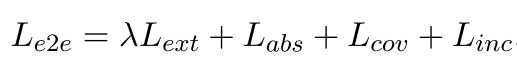 L_{e2e} = λL_{ext} + L_{abs} + L_{cov} + L_{inc}.